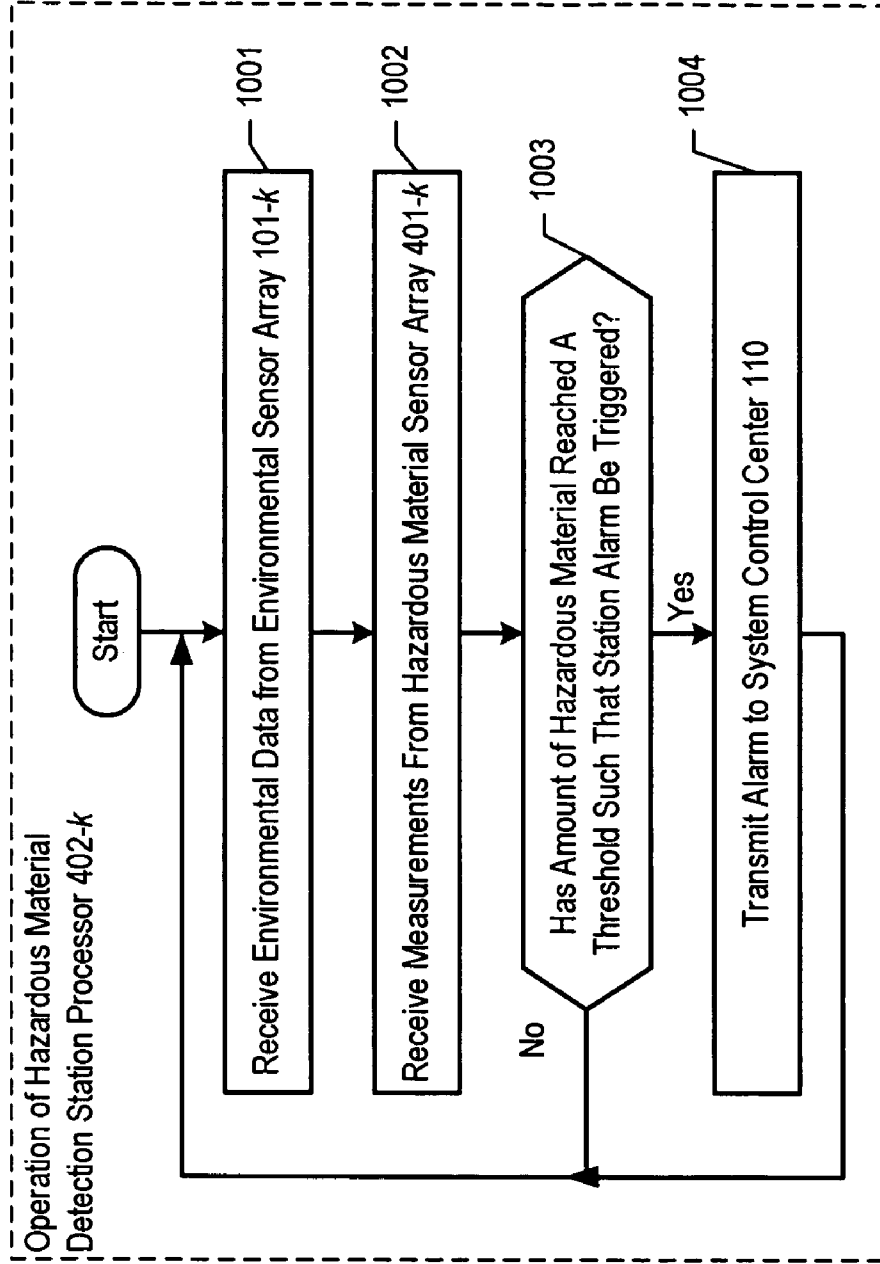 Operation of Hazardous Material
Detection Station Processor 402-k
Start
Receive Environmental Data from Environmental Sensor Array 101-k
1001
Receive Measurements From Hazardous Material Sensor Array 401-k
1002
Has Amount of Hazardous Material Reached A
Threshold Such That Station Alarm Be Triggered?
1003
No
Yes
Transmit Alarm to System Control Center 110
1004